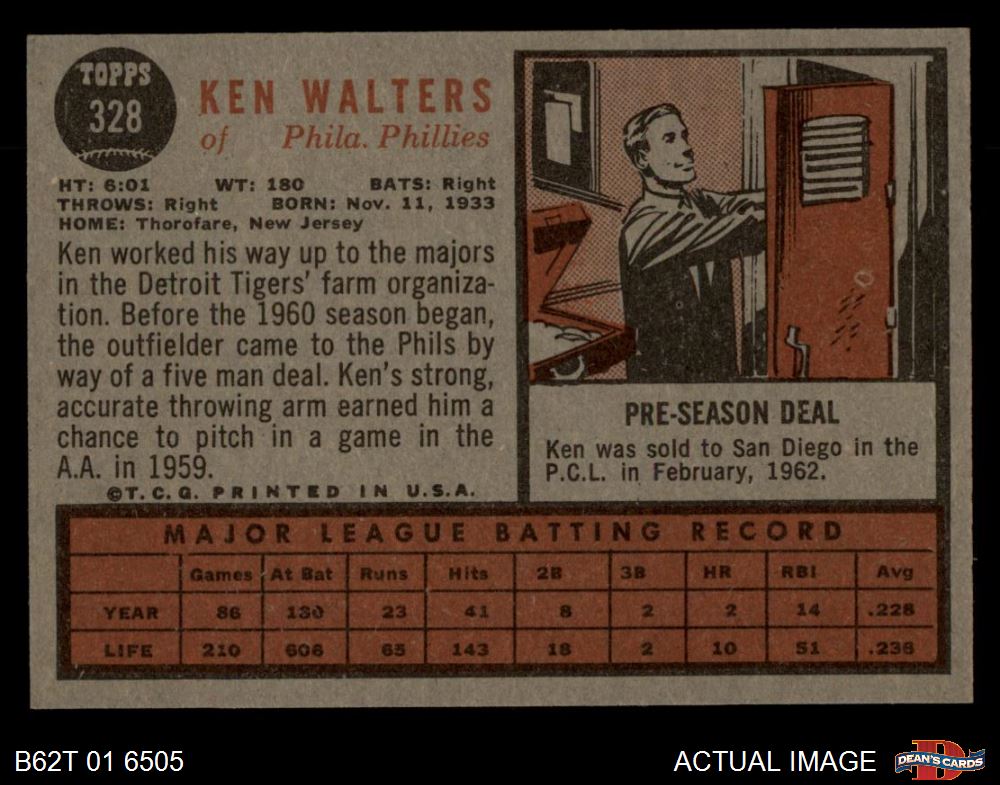 TOPPS
328
KEN WALTERS
of Phila. Phillies
HT: 6:01 WT: 180 BATS: Right
THROWS: Right BORN: Nov. 11, 1933
HOME: Thorofare, New Jersey
Ken worked his way up to the majors
in the Detroit Tigers' farm organiza-
tion. Before the 1960 season began,
the outfielder came to the Phils by
way of a five man deal. Ken's strong,
accurate throwing arm earned him a
chance to pitch in a game in the
A.A. in 1959.
©T. C. G. PRINTED IN U.S.A.
PRE-SEASON DEAL
Ken was sold to San Diego in the
P.C.L. in February, 1962.
MAJOR LEAGUE BATTING RECORD
Games At Bat Runs Hits 2B 3B HR RBI Avg
YEAR 86 180 23 41 8 2 2 14 .228
LIFE 210 606 65 143 18 2 10 51 .236
B62T 01 6505
ACTUAL IMAGE
D
DEAN'S CARDS